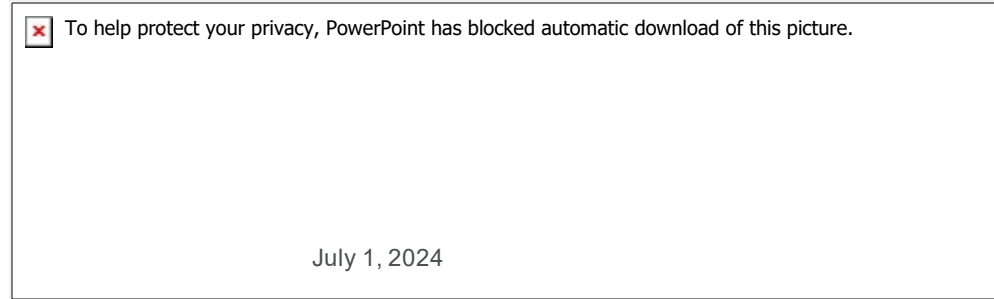 To help protect your privacy, PowerPoint has blocked automatic download of this picture.
July 1, 2024